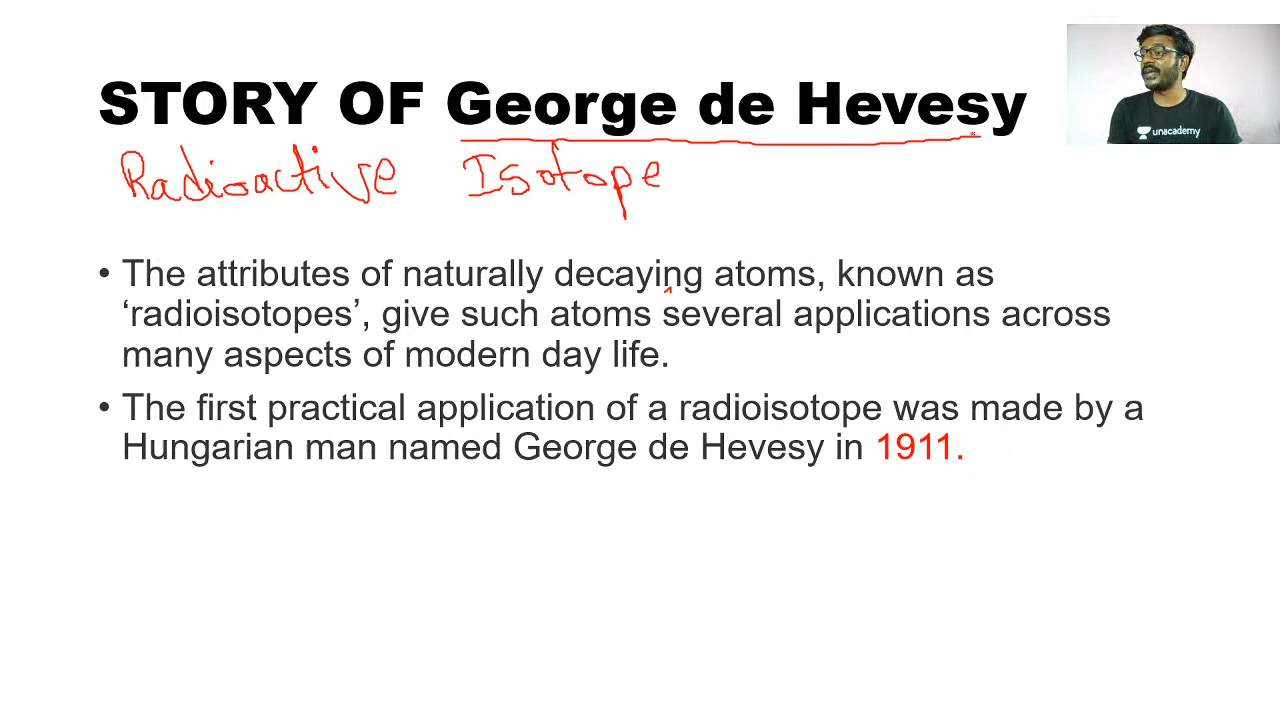 STORY OF George de Hevesy
unacademy
Radioactive Isotope
• The attributes of naturally decaying atoms, known as
‘radioisotopes’, give such atoms several applications across
many aspects of modern day life.
• The first practical application of a radioisotope was made by a
Hungarian man named George de Hevesy in 1911.